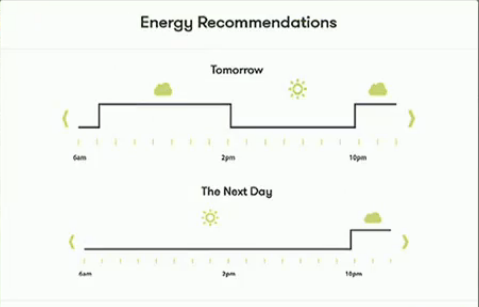 Energy Recommendations
Tomorrow
6am 2pm 10pm
The Next Day
6am 2pm 10pm